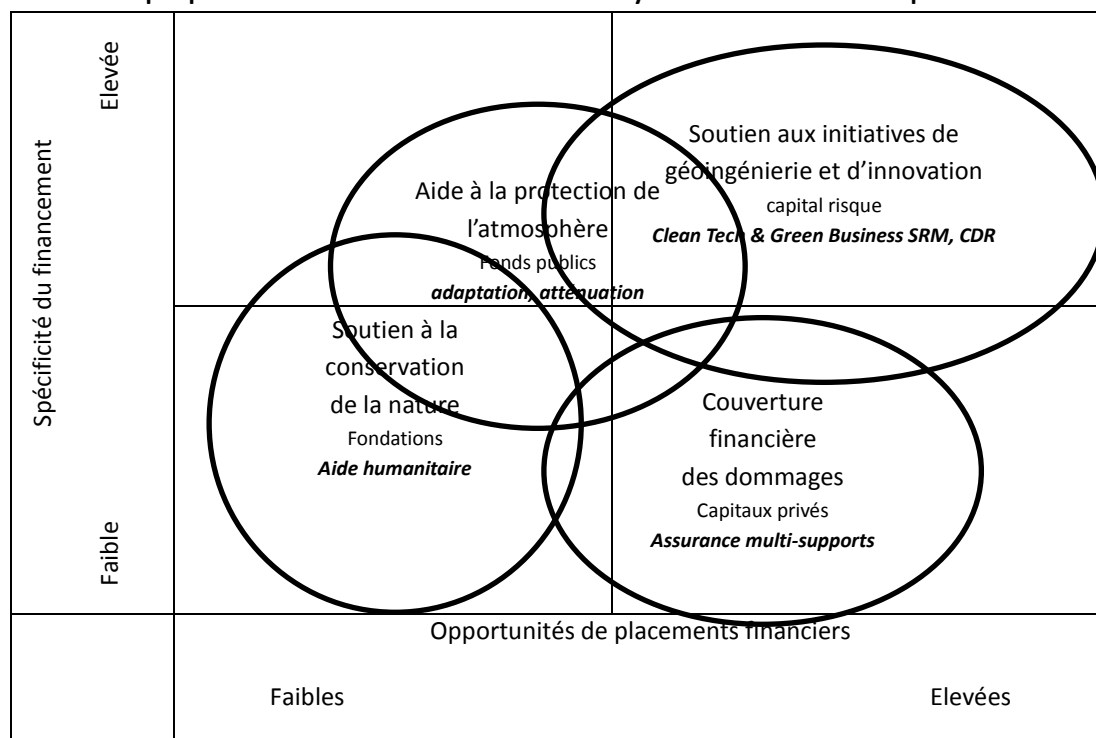 Elevée
Spécificité du financement
Faible
Soutien aux initiatives de
géoingénierie et d’innovation
capital risque
Clean Tech & Green Business SRM, CDR
Aide à la protection de
l’atmosphère
Fonds publics
adaptation, atténuation
Soutien à la
conservation
de la nature
Fondations
Aide humanitaire
Couverture
financière
des dommages
Capitaux privés
Assurance multi-supports
Opportunités de placements financiers
Faibles
Elevées